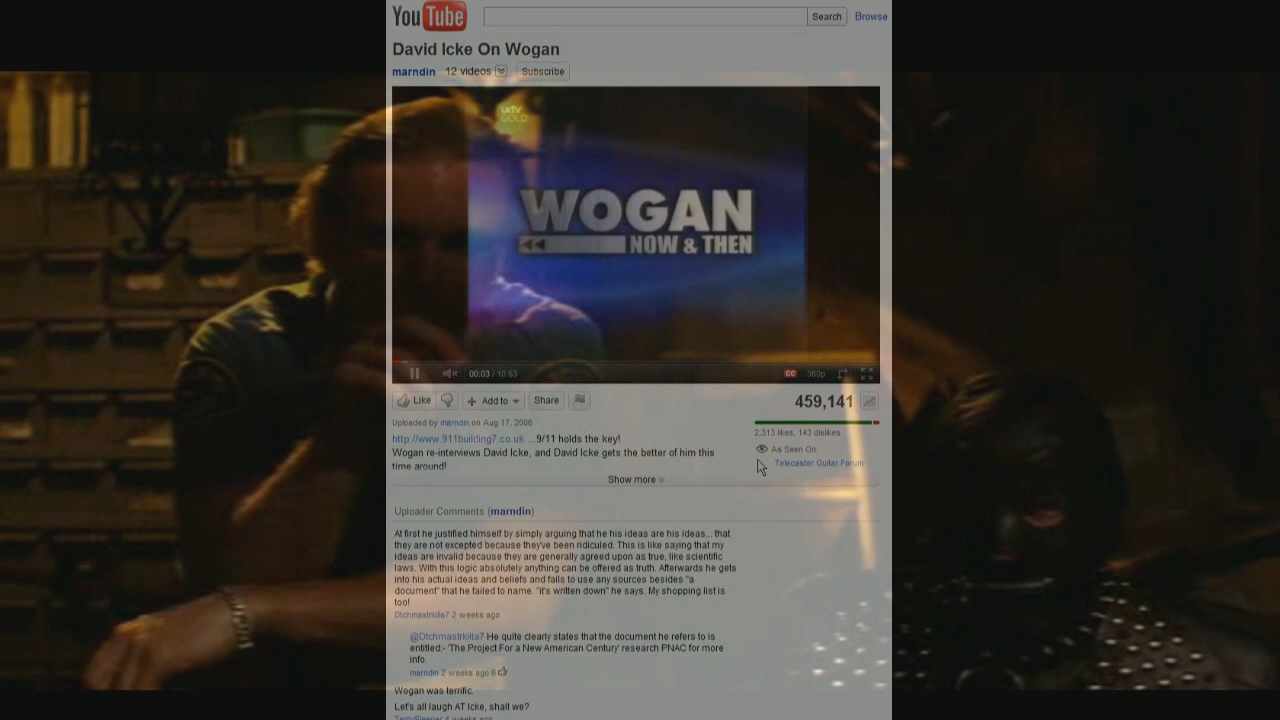 YouTube
Search
Browse
David Icke On Wogan
marndin 12 videos Subscribe
uktv
GOLD
WOGAN
NOW & THEN
00:03 / 10:53
CC
360p
Like
+ Add to
Share
459,141
Uploaded by marndin on Aug 17, 2006
2,313 likes, 143 dislikes
http://www.911building7.co.uk ...9/11 holds the key!
Wogan re-interviews David Icke, and David Icke gets the better of him this
time around!
As Seen On:
Telecaster Guitar Forum
Show more
Uploader Comments (marndin)
At first he justified himself by simply arguing that he his ideas are his ideas... that
they are not excepted because they've been ridiculed. This is like saying that my
ideas are invalid because they are generally agreed upon as true, like scientific
laws. With this logic absolutely anything can be offered as truth. Afterwards he gets
into his actual ideas and beliefs and fails to use any sources besides "a
document" that he failed to name. "it's written down" he says. My shopping list is
too!
Dtchmastrkilla7 2 weeks ago
@Dtchmastrkilla7 He quite clearly states that the document he refers to is
entitled:- 'The Project For a New American Century' research PNAC for more
info.
marndin 2 weeks ago 6
Wogan was terrific.
Let's all laugh AT Icke, shall we?